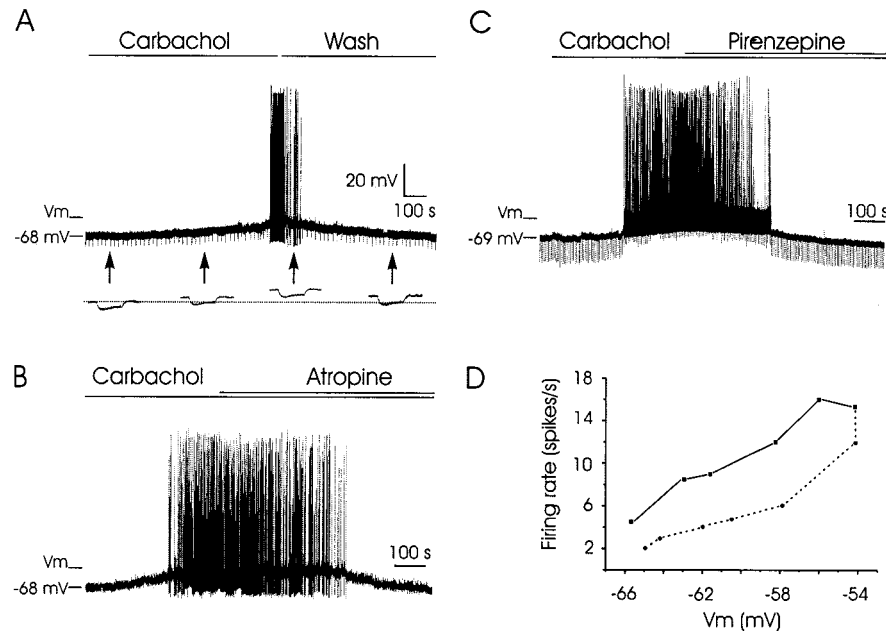 A
Carbachol Wash
20 mV
100 s
Vm
-68 mV
B
Carbachol Atropine
100 s
Vm
-68 mV
C
Carbachol Pirenzepine
100 s
-69 mV
D
Firing rate (spikes/s)
18
14
10
6
2
-66 -62 -58 -54
Vm (mV)